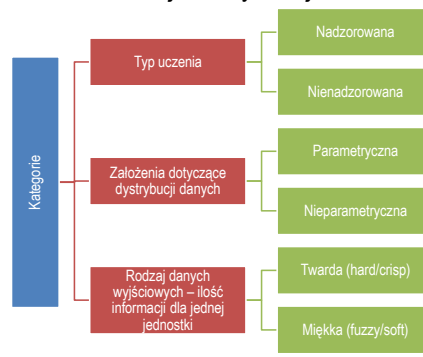 Kategorie
Typ uczenia
Nadzorowana
Nienadzorowana
Założenia dotyczące
dystrybucji danych
Parametryczna
Nieparametryczna
Rodzaj danych
wyjściowych – ilość
informacji dla jednej
jednostki
Twarda (hard/crisp)
Miękka (fuzzy/soft)